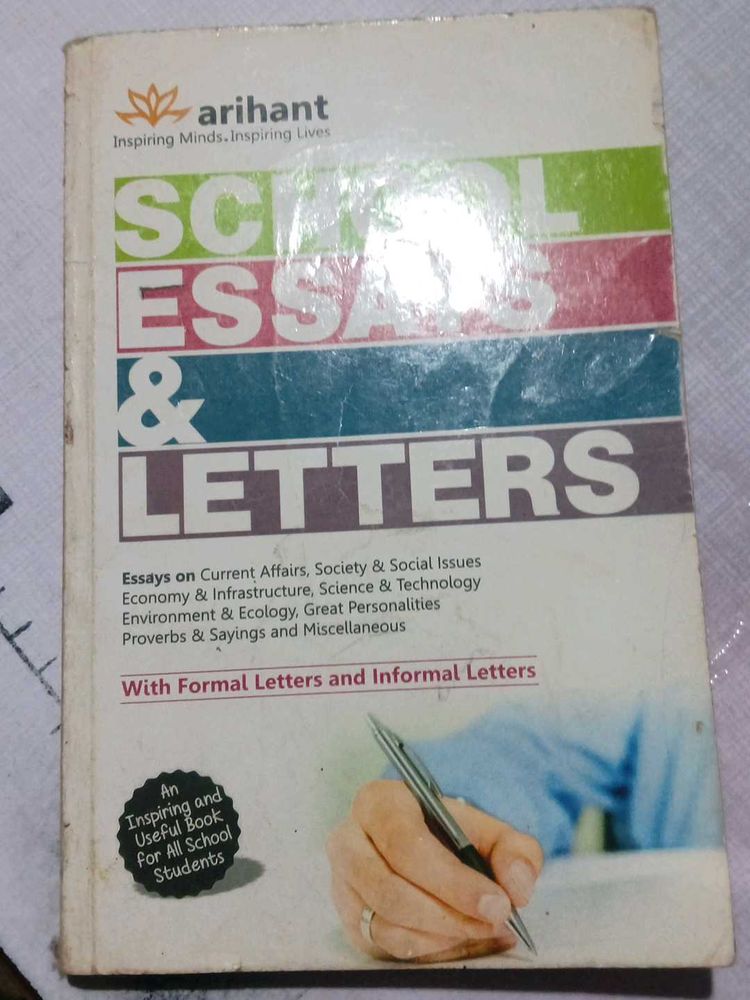 arihant
Inspiring Minds. Inspiring Lives
SCHOOL
ESSAYS
&
LETTERS
Essays on Current Affairs, Society & Social Issues
Economy & Infrastructure, Science & Technology
Environment & Ecology, Great Personalities
Proverbs & Sayings and Miscellaneous
With Formal Letters and Informal Letters
An
Inspiring and
Useful Book
for All School
Students